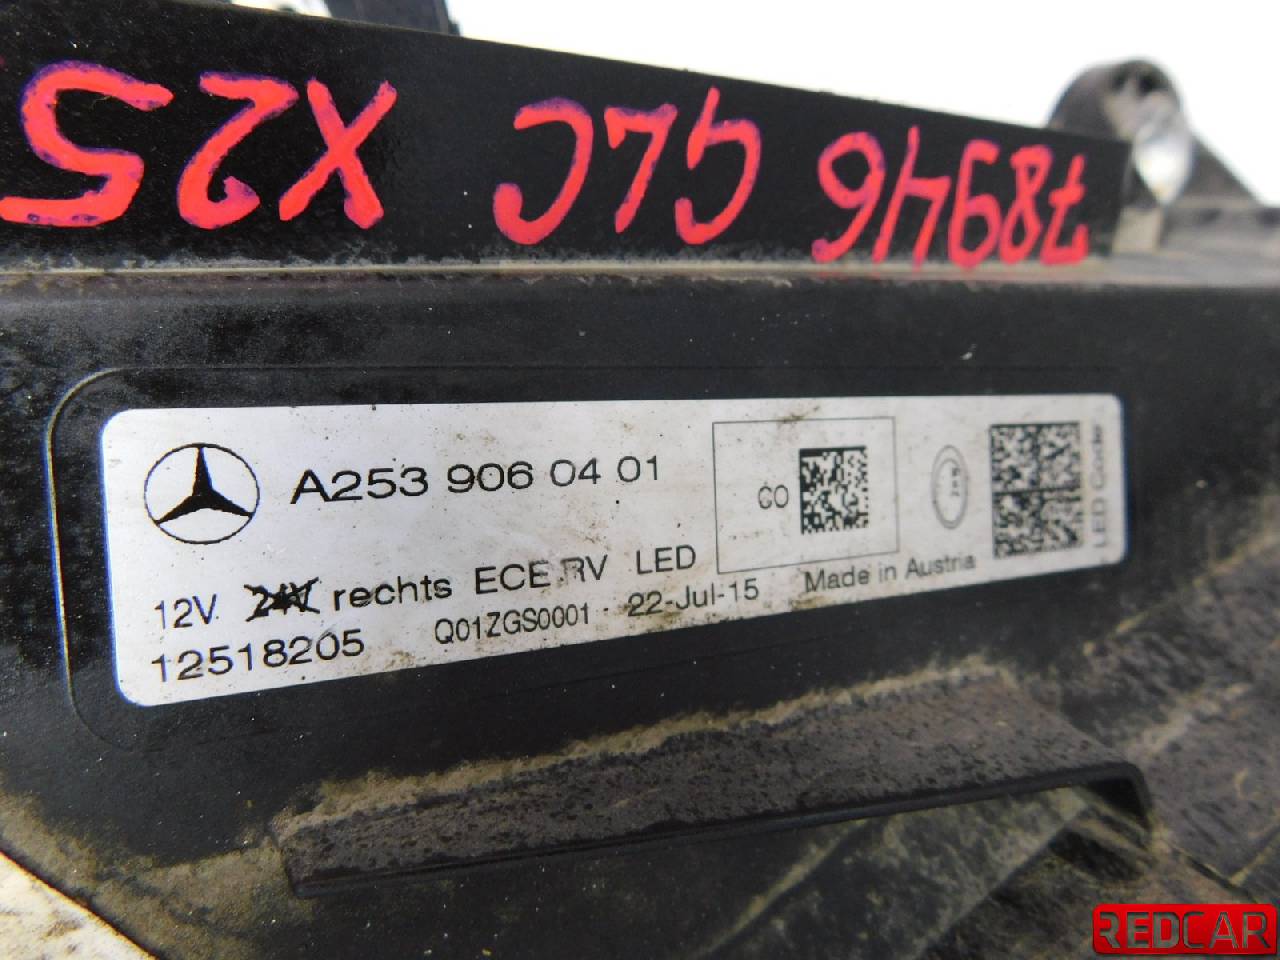 78946 GLC X25
A253 906 04 01
CO
LED Code
12V 24V rechts ECE RV LED
12518205 Q01ZGS0001 22-Jul-15 Made in Austria
REDCAR